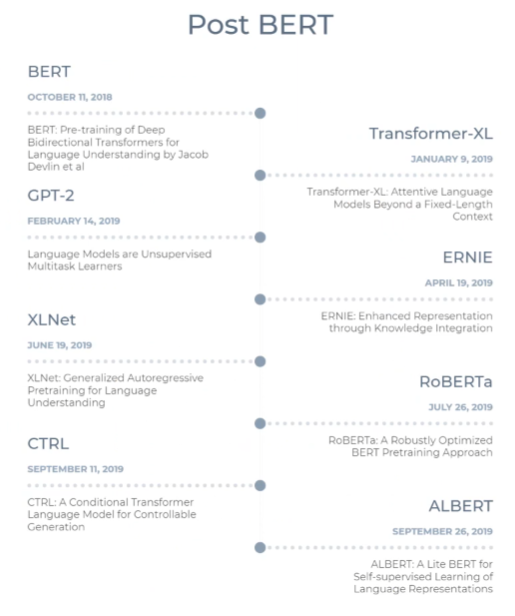 Post BERT
BERT
OCTOBER 11, 2018
BERT: Pre-training of Deep
Bidirectional Transformers for
Language Understanding by Jacob
Devlin et al
Transformer-XL
JANUARY 9, 2019
Transformer-XL: Attentive Language
Models Beyond a Fixed-Length
Context
GPT-2
FEBRUARY 14, 2019
Language Models are Unsupervised
Multitask Learners
ERNIE
APRIL 19, 2019
ERNIE: Enhanced Representation
through Knowledge Integration
XLNet
JUNE 19, 2019
XLNet: Generalized Autoregressive
Pretraining for Language
Understanding
RoBERTa
JULY 26, 2019
RoBERTa: A Robustly Optimized
BERT Pretraining Approach
CTRL
SEPTEMBER 11, 2019
CTRL: A Conditional Transformer
Language Model for Controllable
Generation
ALBERT
SEPTEMBER 26, 2019
ALBERT: A Lite BERT for
Self-supervised Learning of
Language Representations